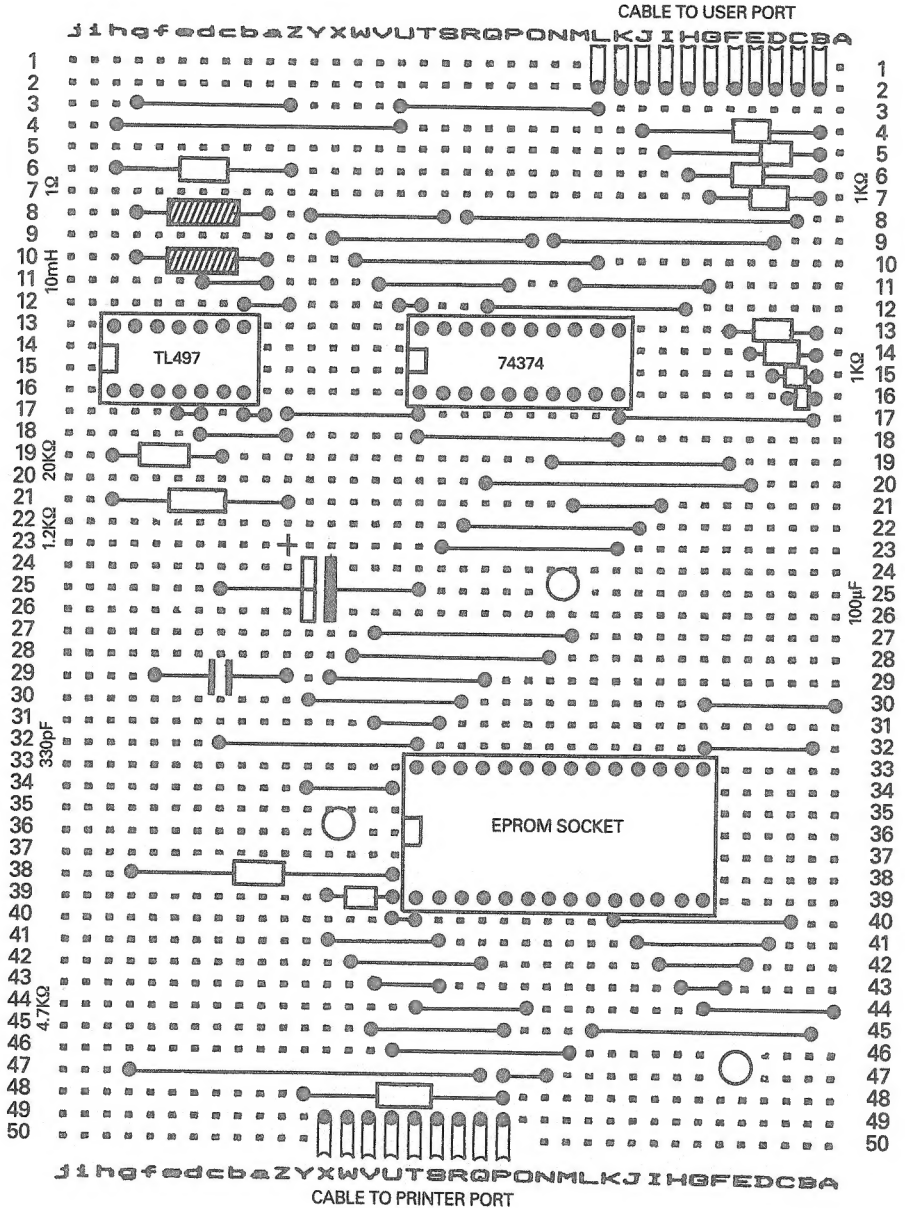 CABLE TO USER PORT
jihgfedcbaZYXWVUTSRQPONMLKJIHGFEDCBA
1 1
2 2
3 3
4 4
5 5
6 6
1Ω
1KΩ
7 7
8 8
9 9
10 10
10mH
11 11
12 12
13 13
14 TL497 74374 14
1KΩ
15 15
16 16
17 17
18 18
19 19
20KΩ
20 20
21 21
22 22
1.2KΩ
23 + 23
24 24
25 25
100µF
26 26
27 27
28 28
29 29
30 30
31 31
32 32
330pF
33 33
34 34
35 35
36 EPROM SOCKET 36
37 37
38 38
39 39
40 40
41 41
42 42
43 43
44 44
4.7KΩ
45 45
46 46
47 47
48 48
49 49
50 50
jihgfedcbaZYXWVUTSRQPONMLKJIHGFEDCBA
CABLE TO PRINTER PORT